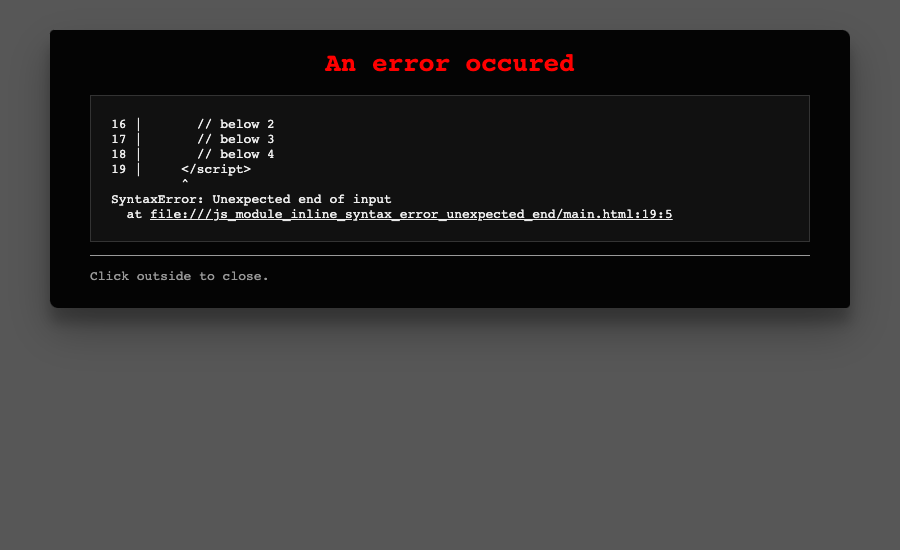 An error occured
16 |       // below 2
17 |       // below 3
18 |       // below 4
19 |     </script>
         ^
SyntaxError: Unexpected end of input
  at file:///js_module_inline_syntax_error_unexpected_end/main.html:19:5
Click outside to close.